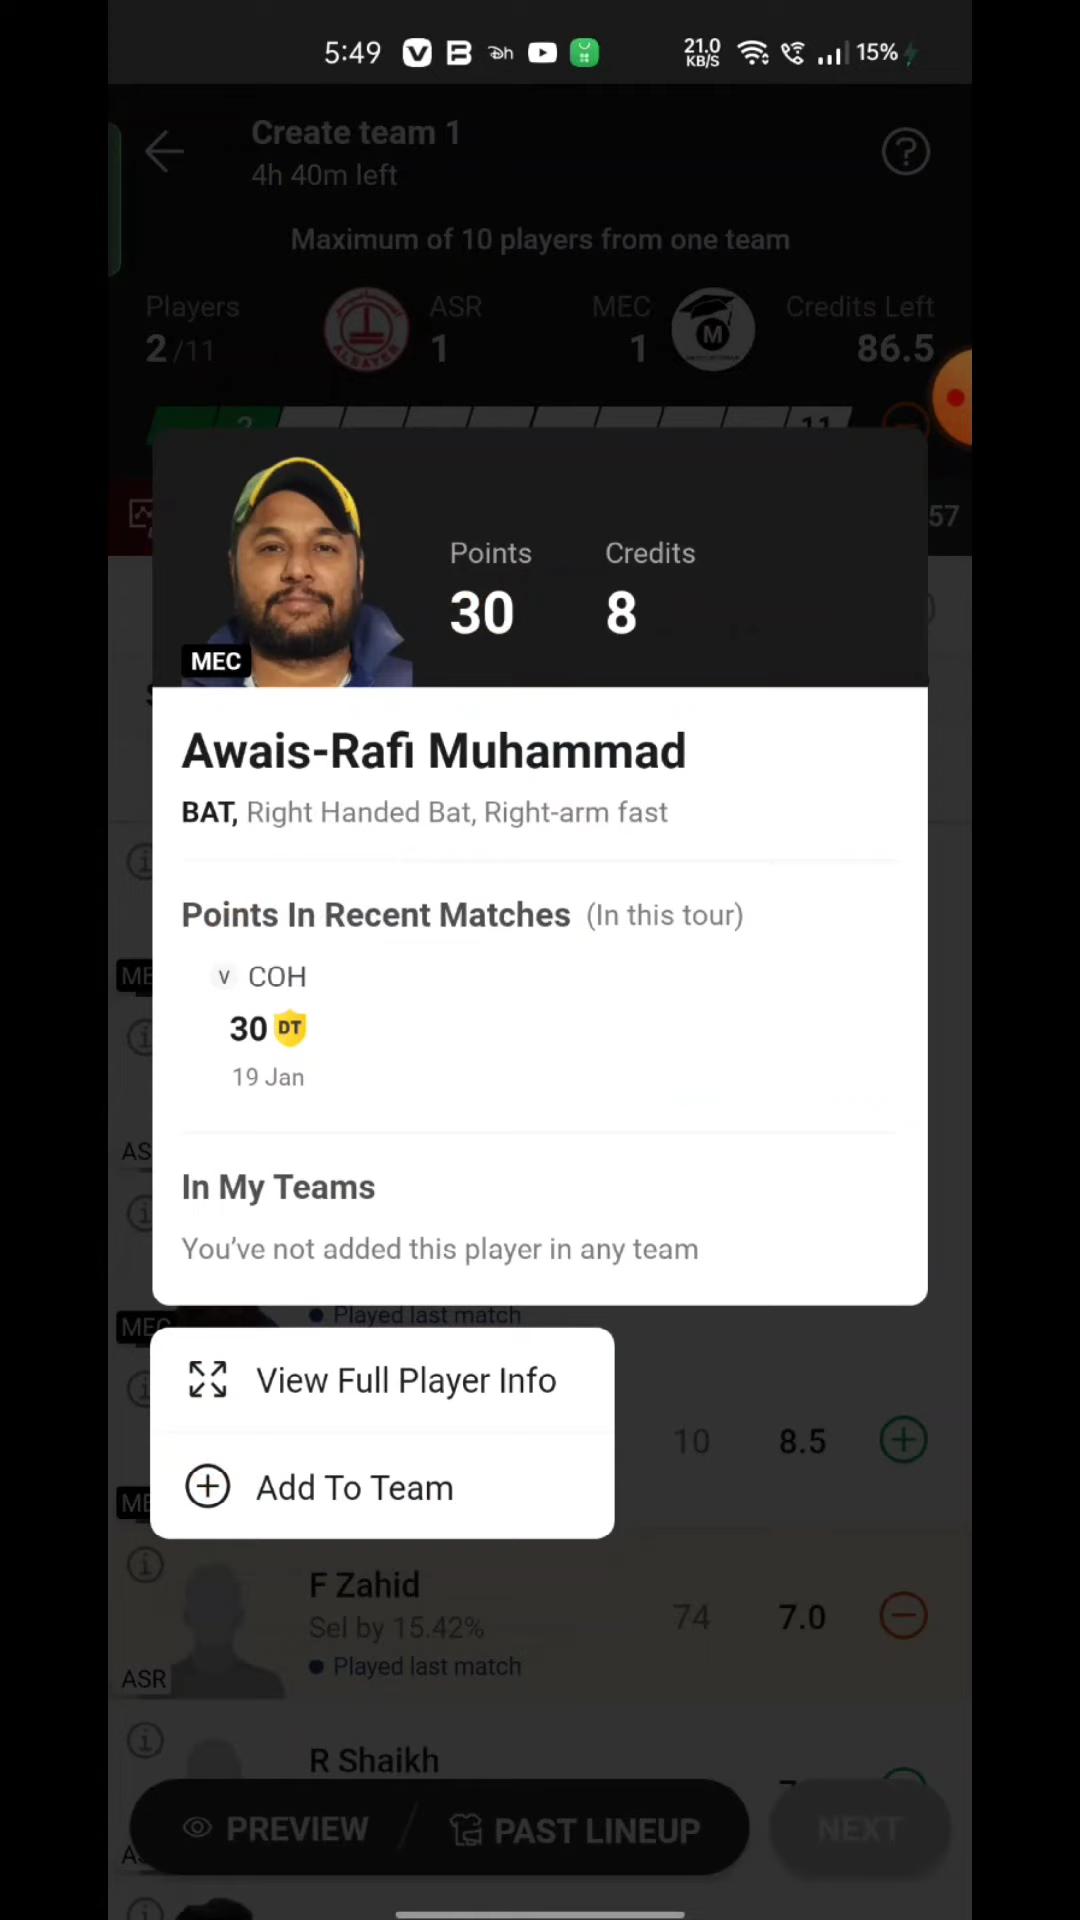 5:49
21.0 KB/S
15%
Create team 1
4h 40m left
Maximum of 10 players from one team
Players
ASR
MEC
Credits Left
2/11
1
1
M
86.5
2
11
57
Points
Credits
30
8
MEC
Awais-Rafi Muhammad
BAT, Right Handed Bat, Right-arm fast
Points In Recent Matches (In this tour)
V COH
30 DT
19 Jan
In My Teams
You’ve not added this player in any team
Played last match
MEC
View Full Player Info
10
8.5
Add To Team
F Zahid
Sel by 15.42%
74
7.0
Played last match
ASR
R Shaikh
PREVIEW
PAST LINEUP
NEXT